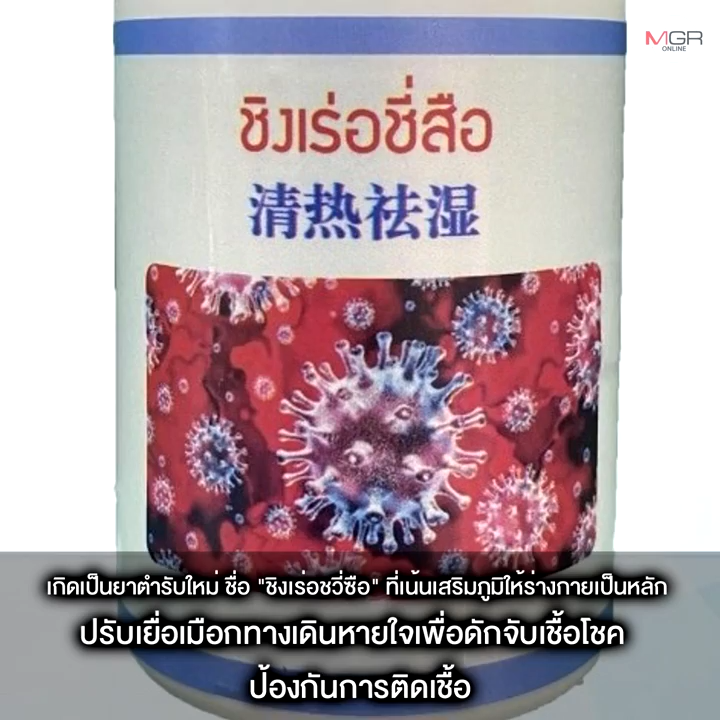 MGR
ONLINE
ชิงเร่อชี่สือ
清热祛湿
เกิดเป็นยาตำรับใหม่ ชื่อ "ชิงเร่อชวี่ซือ" ที่เน้นเสริมภูมิให้ร่างกายเป็นหลัก
ปรับเยื่อเมือกทางเดินหายใจเพื่อดักจับเชื้อโรค
ป้องกันการติดเชื้อ